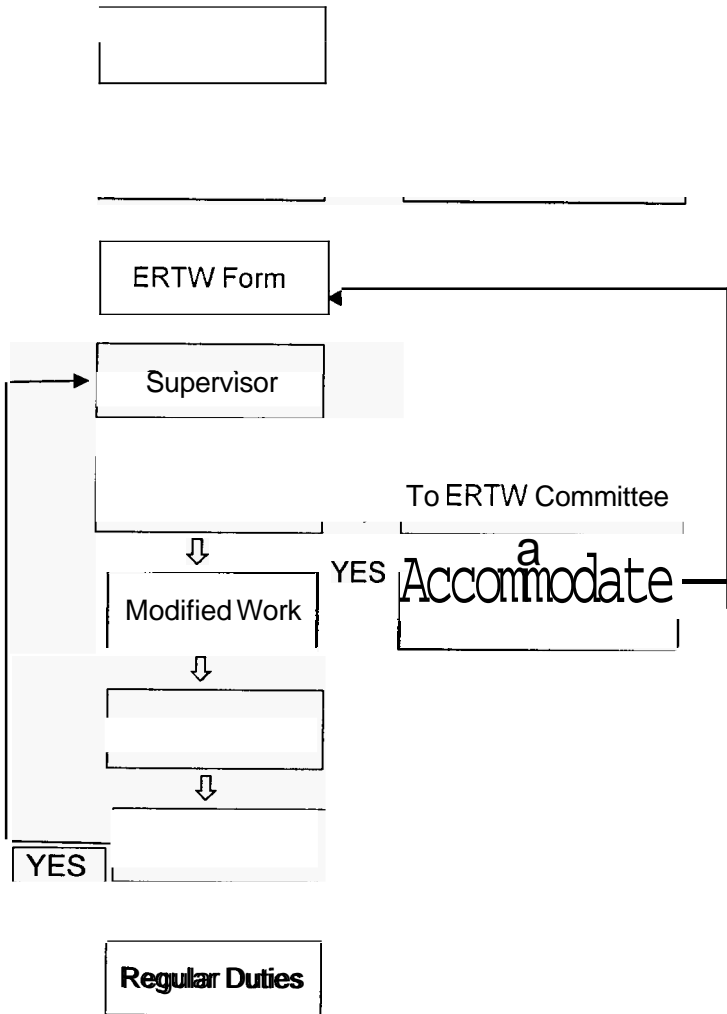 ERTW Form
Supervisor
To ERTW Committee
a
YES
Accommodate
Modified Work
YES
Regular Duties